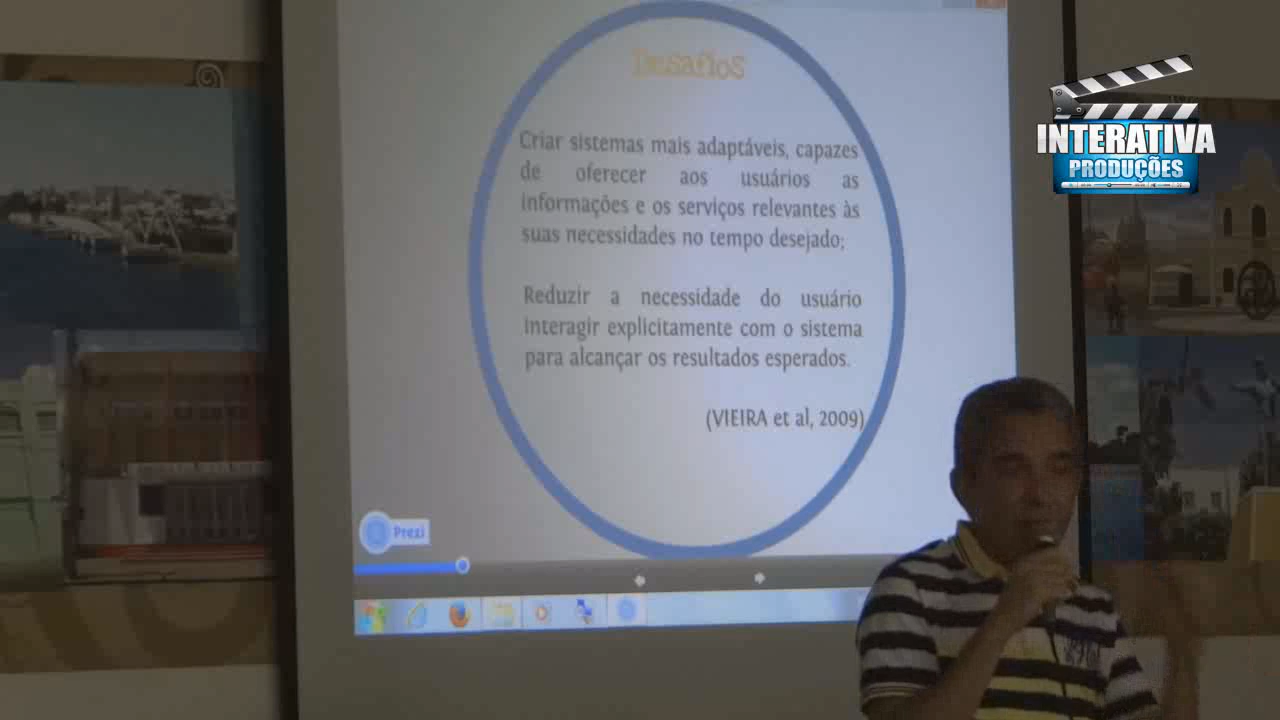 Desafios
INTERATIVA
PRODUÇÕES
Criar sistemas mais adaptáveis, capazes
de oferecer aos usuários as
informações e os serviços relevantes às
suas necessidades no tempo desejado;
Reduzir a necessidade do usuário
interagir explicitamente com o sistema
para alcançar os resultados esperados.
(VIEIRA et al, 2009)
Prezi